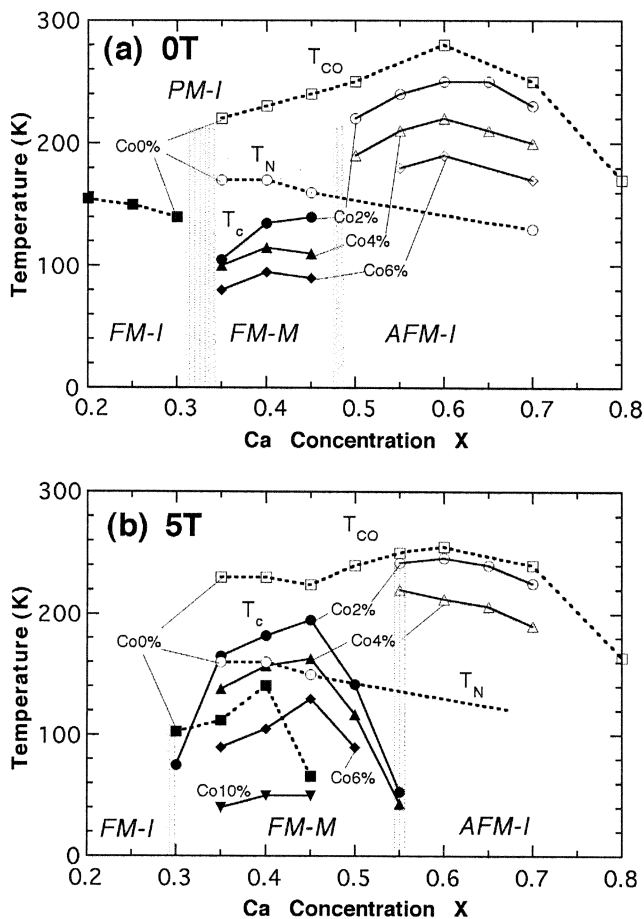 300
(a) 0T
T_CO
PM-I
200
Co0%
T_N
T_c
Co2%
Co4%
Co6%
100
FM-I
FM-M
AFM-I
0
0.2 0.3 0.4 0.5 0.6 0.7 0.8
Ca Concentration X
Temperature (K)
300
(b) 5T
T_CO
200
T_c
Co2%
Co0%
Co4%
T_N
100
Co10%
Co6%
FM-I
FM-M
AFM-I
0
0.2 0.3 0.4 0.5 0.6 0.7 0.8
Ca Concentration X
Temperature (K)